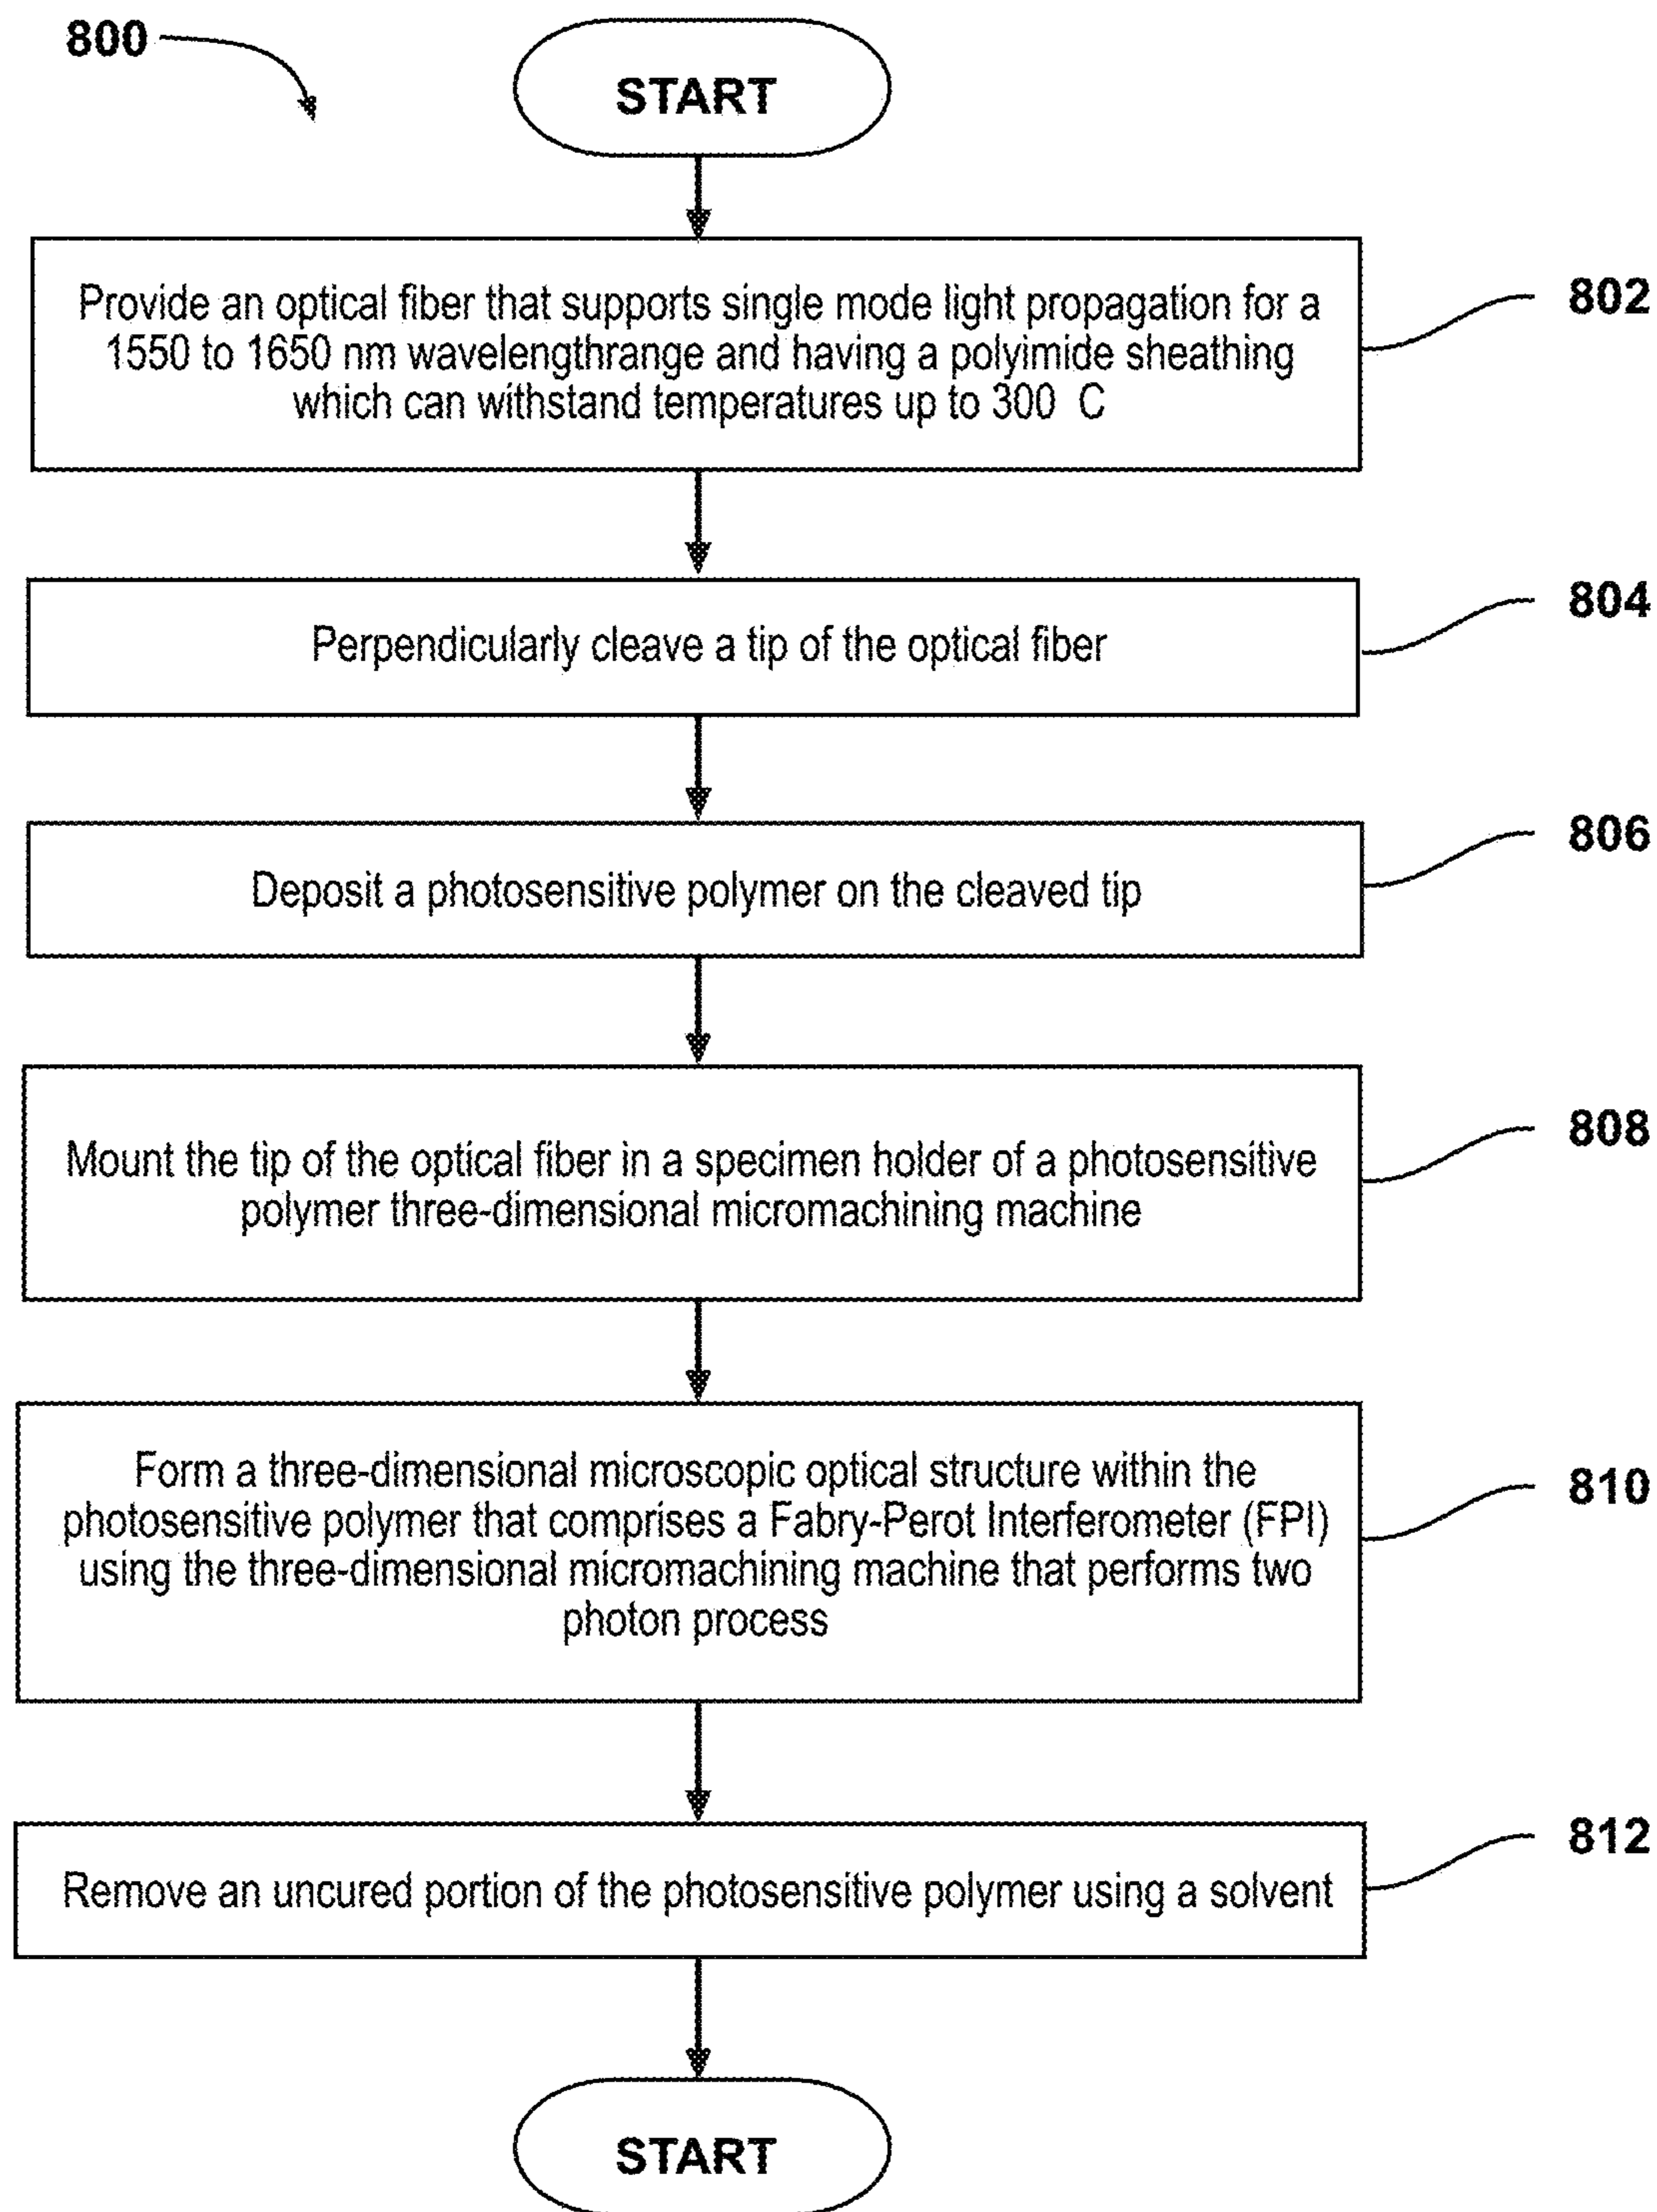 800
START
Provide an optical fiber that supports single mode light propagation for a
1550 to 1650 nm wavelengthrange and having a polyimide sheathing
which can withstand temperatures up to 300 C
802
Perpendicularly cleave a tip of the optical fiber
804
Deposit a photosensitive polymer on the cleaved tip
806
Mount the tip of the optical fiber in a specimen holder of a photosensitive
polymer three-dimensional micromachining machine
808
Form a three-dimensional microscopic optical structure within the
photosensitive polymer that comprises a Fabry-Perot Interferometer (FPI)
using the three-dimensional micromachining machine that performs two
photon process
810
Remove an uncured portion of the photosensitive polymer using a solvent
812
START